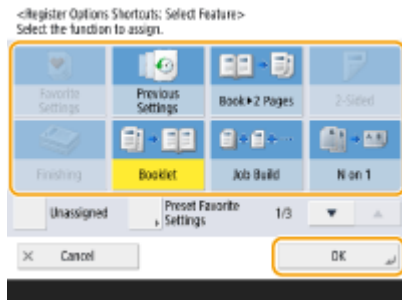 <Register Options Shortcuts: Select Feature>
Select the function to assign.
Favorite
Settings
Previous
Settings
Book▶2 Pages
2-Sided
Finishing
Booklet
Job Build
N on 1
Unassigned
Preset Favorite
Settings
1/3
Cancel
OK